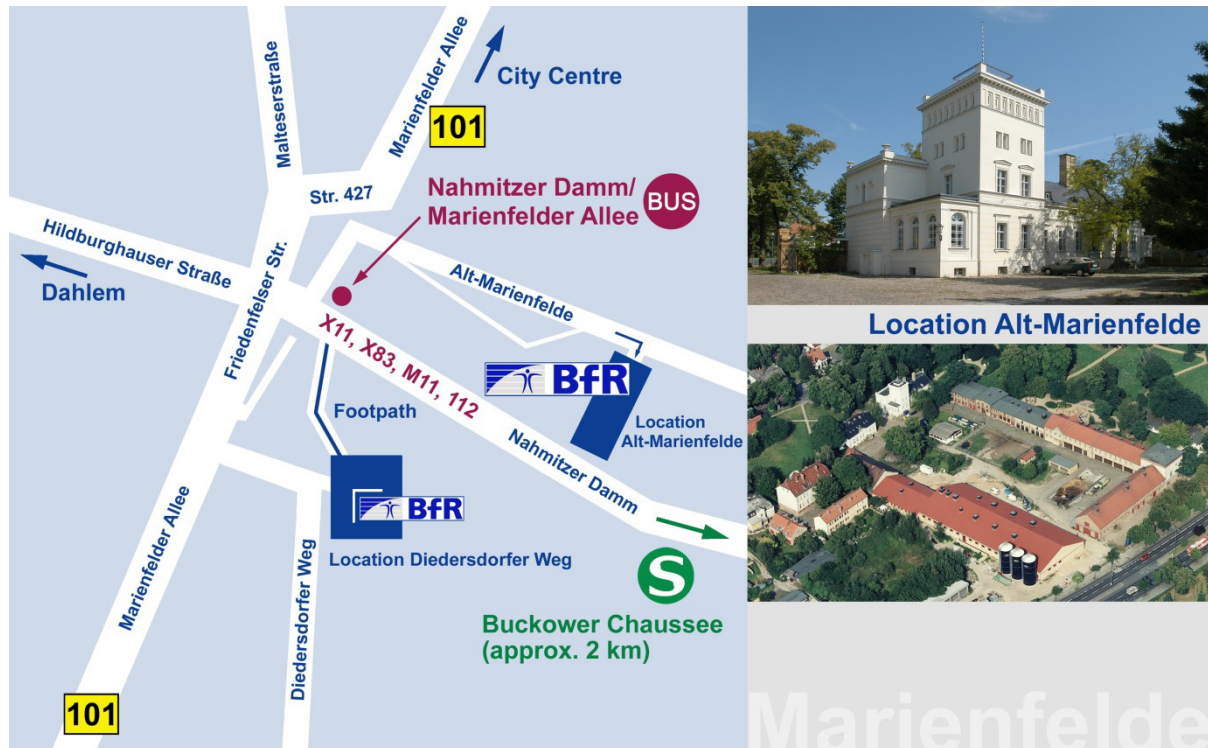 Malteserstraße
Marienfelder Allee
City Centre
101
Str. 427
Nahmitzer Damm/
Marienfelder Allee
BUS
Hildburghauser Straße
Dahlem
Friedenfelser Str.
Alt-Marienfelde
X11, X83, M11, 112
BfR
Location
Alt-Marienfelde
Footpath
Nahmitzer Damm
BfR
Location Diedersdorfer Weg
Marienfelder Allee
Diedersdorfer Weg
S
Buckower Chaussee
(approx. 2 km)
101
Location Alt-Marienfelde
Marienfelde